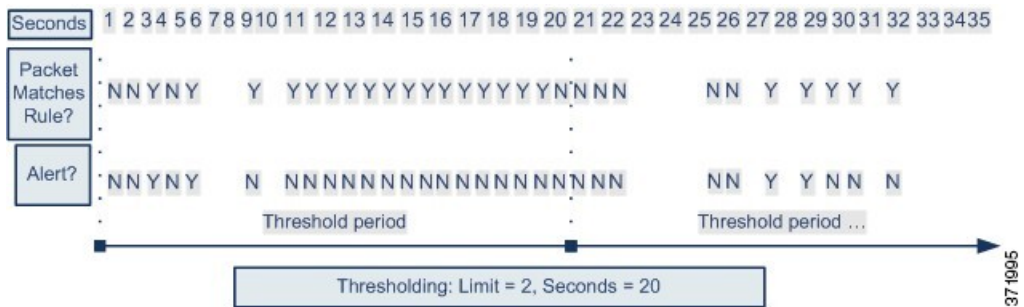 Seconds 1 2 3 4 5 6 7 8 9 10 11 12 13 14 15 16 17 18 19 20 21 22 23 24 25 26 27 28 29 30 31 32 33 34 35
Packet
Matches
Rule?
N N Y N Y Y Y Y Y Y Y Y Y Y Y Y Y Y Y Y N N N N N N Y Y Y Y Y
Alert?
N N Y N Y N N N N N N N N N N N N N N N N N N N N N Y Y N N N
Threshold period
Threshold period ...
Thresholding: Limit = 2, Seconds = 20
371995